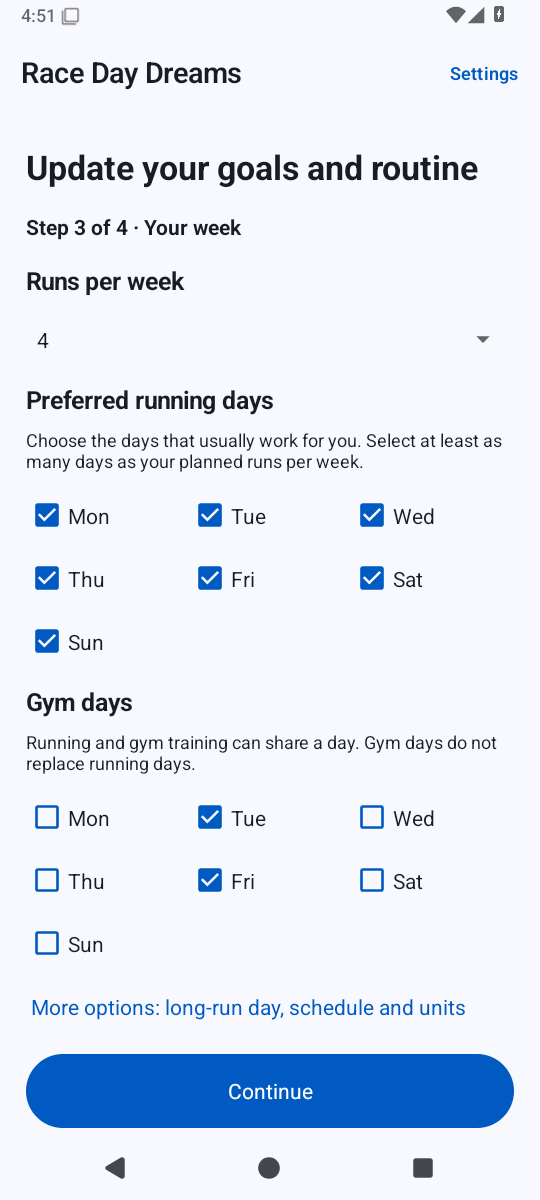 4:51
Race Day Dreams
Settings
Update your goals and routine
Step 3 of 4 · Your week
Runs per week
4
Preferred running days
Choose the days that usually work for you. Select at least as
many days as your planned runs per week.
Mon Tue Wed
Thu Fri Sat
Sun
Gym days
Running and gym training can share a day. Gym days do not
replace running days.
Mon Tue Wed
Thu Fri Sat
Sun
More options: long-run day, schedule and units
Continue